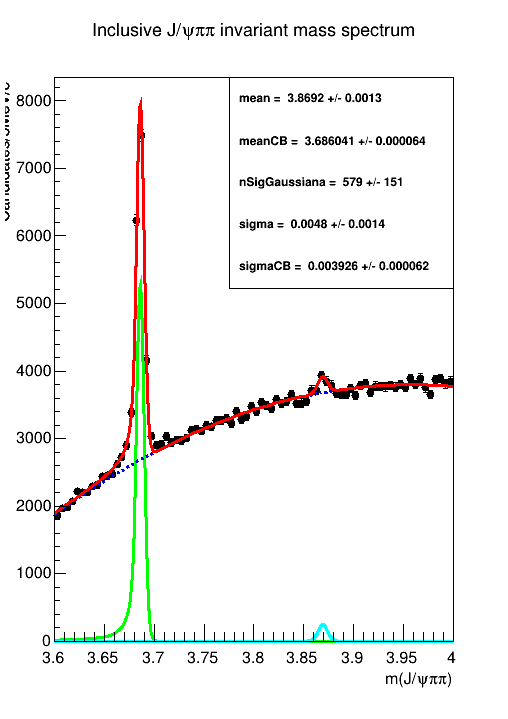 Inclusive J/ψππ invariant mass spectrum
8000
7000
6000
5000
4000
3000
2000
1000
0
mean = 3.8692 +/- 0.0013
meanCB = 3.686041 +/- 0.000064
nSigGaussiana = 579 +/- 151
sigma = 0.0048 +/- 0.0014
sigmaCB = 0.003926 +/- 0.000062
3.6 3.65 3.7 3.75 3.8 3.85 3.9 3.95 4
m(J/ψππ)